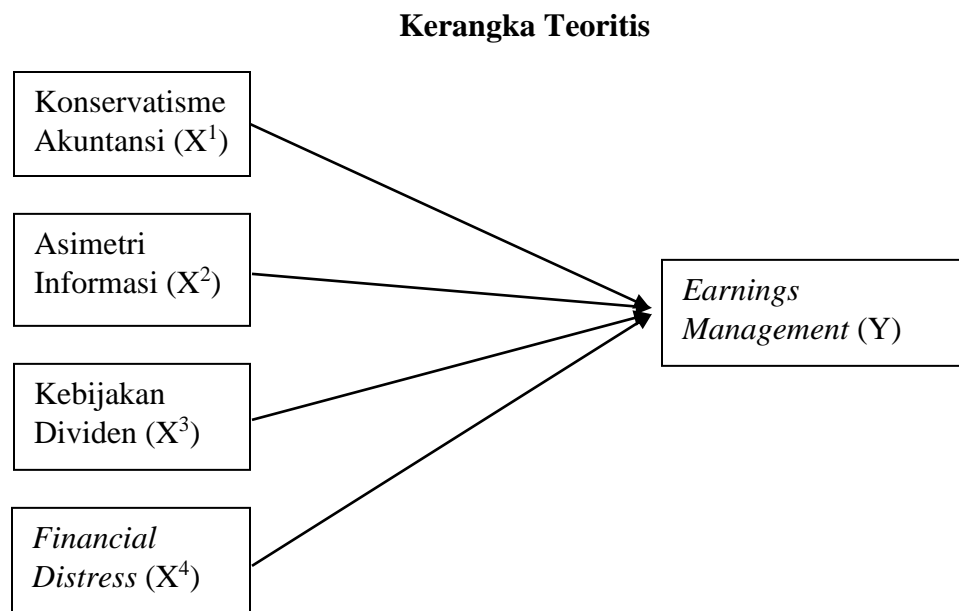 Kerangka Teoritis
Konservatisme
Akuntansi (X¹)
Asimetri
Informasi (X²)
Earnings
Management (Y)
Kebijakan
Dividen (X³)
Financial
Distress (X⁴)